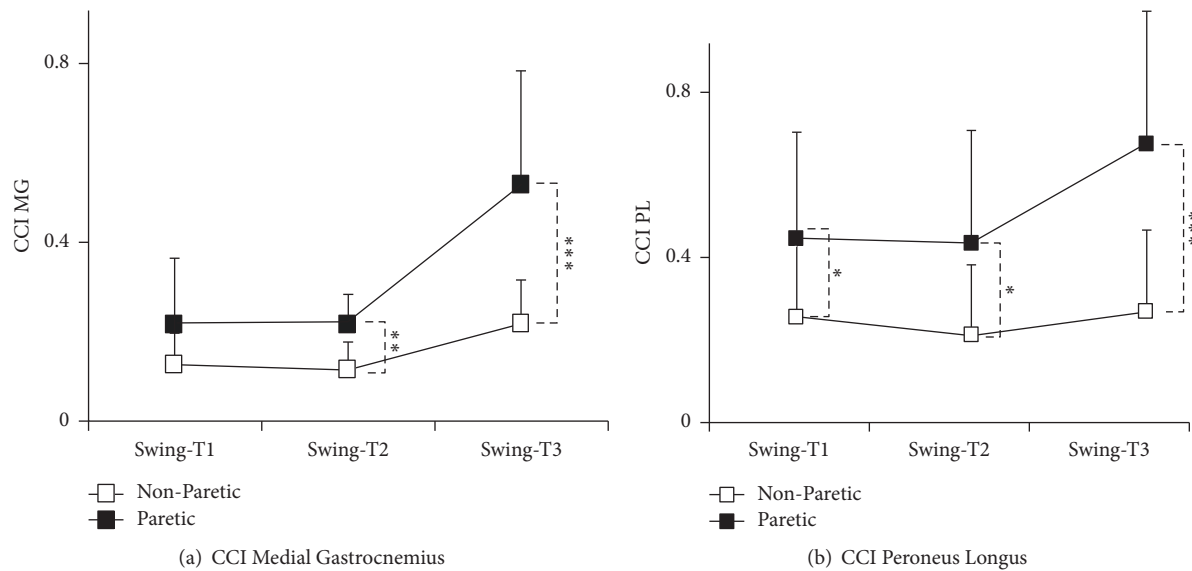 CCI MG
0.8
0.4
0
**
***
Swing-T1 Swing-T2 Swing-T3
Non-Paretic
Paretic
(a) CCI Medial Gastrocnemius
CCI PL
0.8
0.4
0
*
*
***
Swing-T1 Swing-T2 Swing-T3
Non-Paretic
Paretic
(b) CCI Peroneus Longus